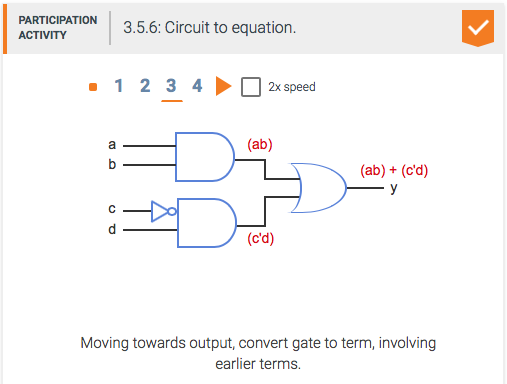 PARTICIPATION
ACTIVITY
3.5.6: Circuit to equation.
1 2 3 4 2x speed
a (ab)
b
(ab) + (c'd)
y
c
d
(c'd)
Moving towards output, convert gate to term, involving
earlier terms.